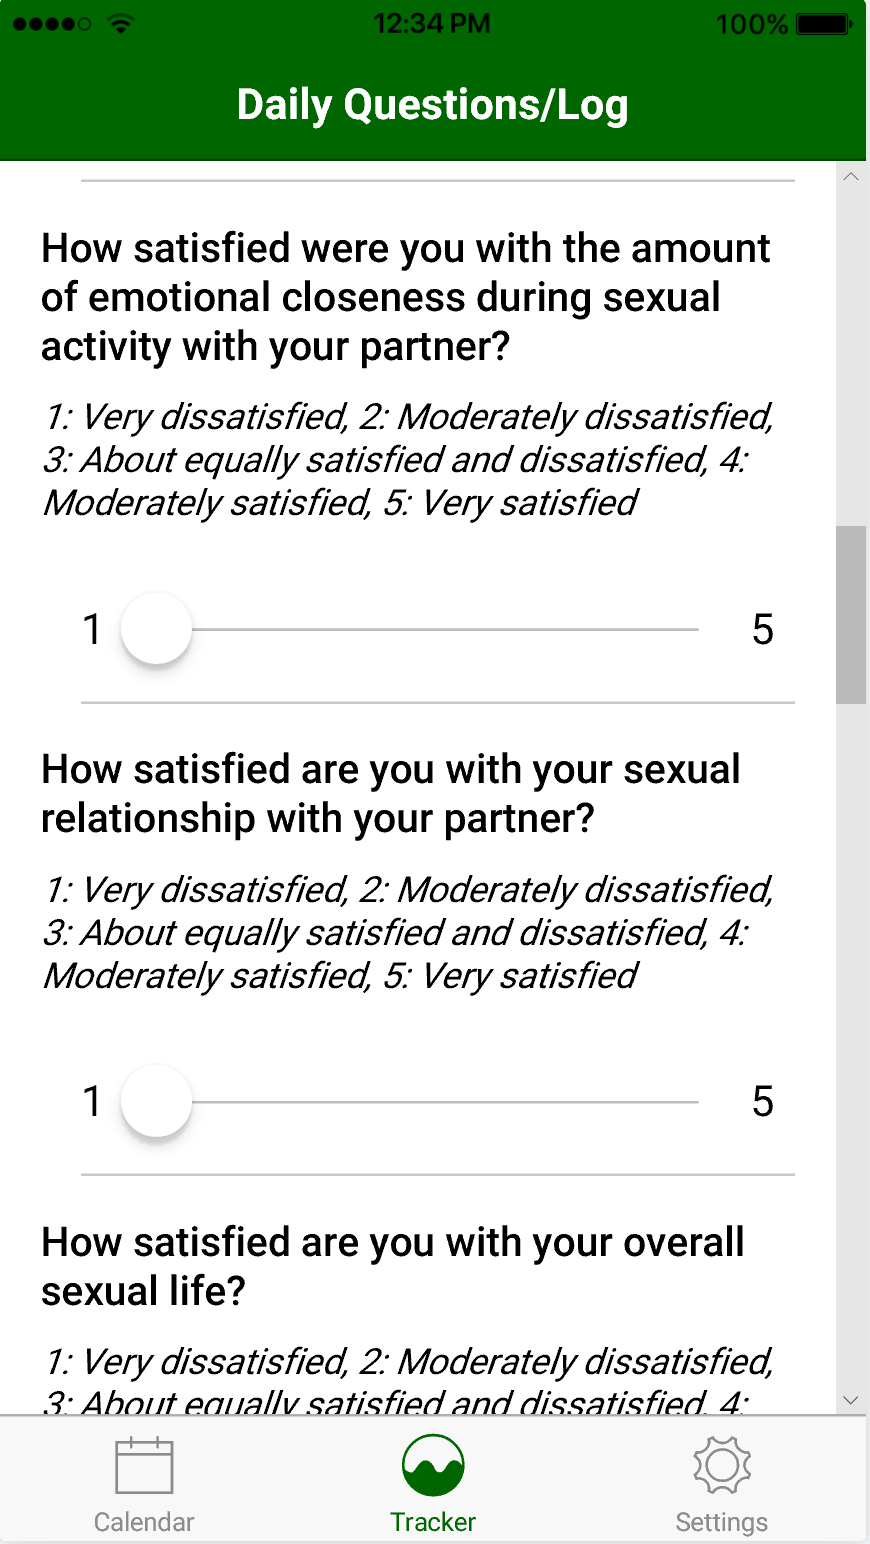 12:34 PM
100%
Daily Questions/Log
How satisfied were you with the amount
of emotional closeness during sexual
activity with your partner?
1: Very dissatisfied, 2: Moderately dissatisfied,
3: About equally satisfied and dissatisfied, 4:
Moderately satisfied, 5: Very satisfied
1
5
How satisfied are you with your sexual
relationship with your partner?
1: Very dissatisfied, 2: Moderately dissatisfied,
3: About equally satisfied and dissatisfied, 4:
Moderately satisfied, 5: Very satisfied
1
5
How satisfied are you with your overall
sexual life?
1: Very dissatisfied, 2: Moderately dissatisfied,
3: About equally satisfied and dissatisfied, 4:
Calendar
Tracker
Settings